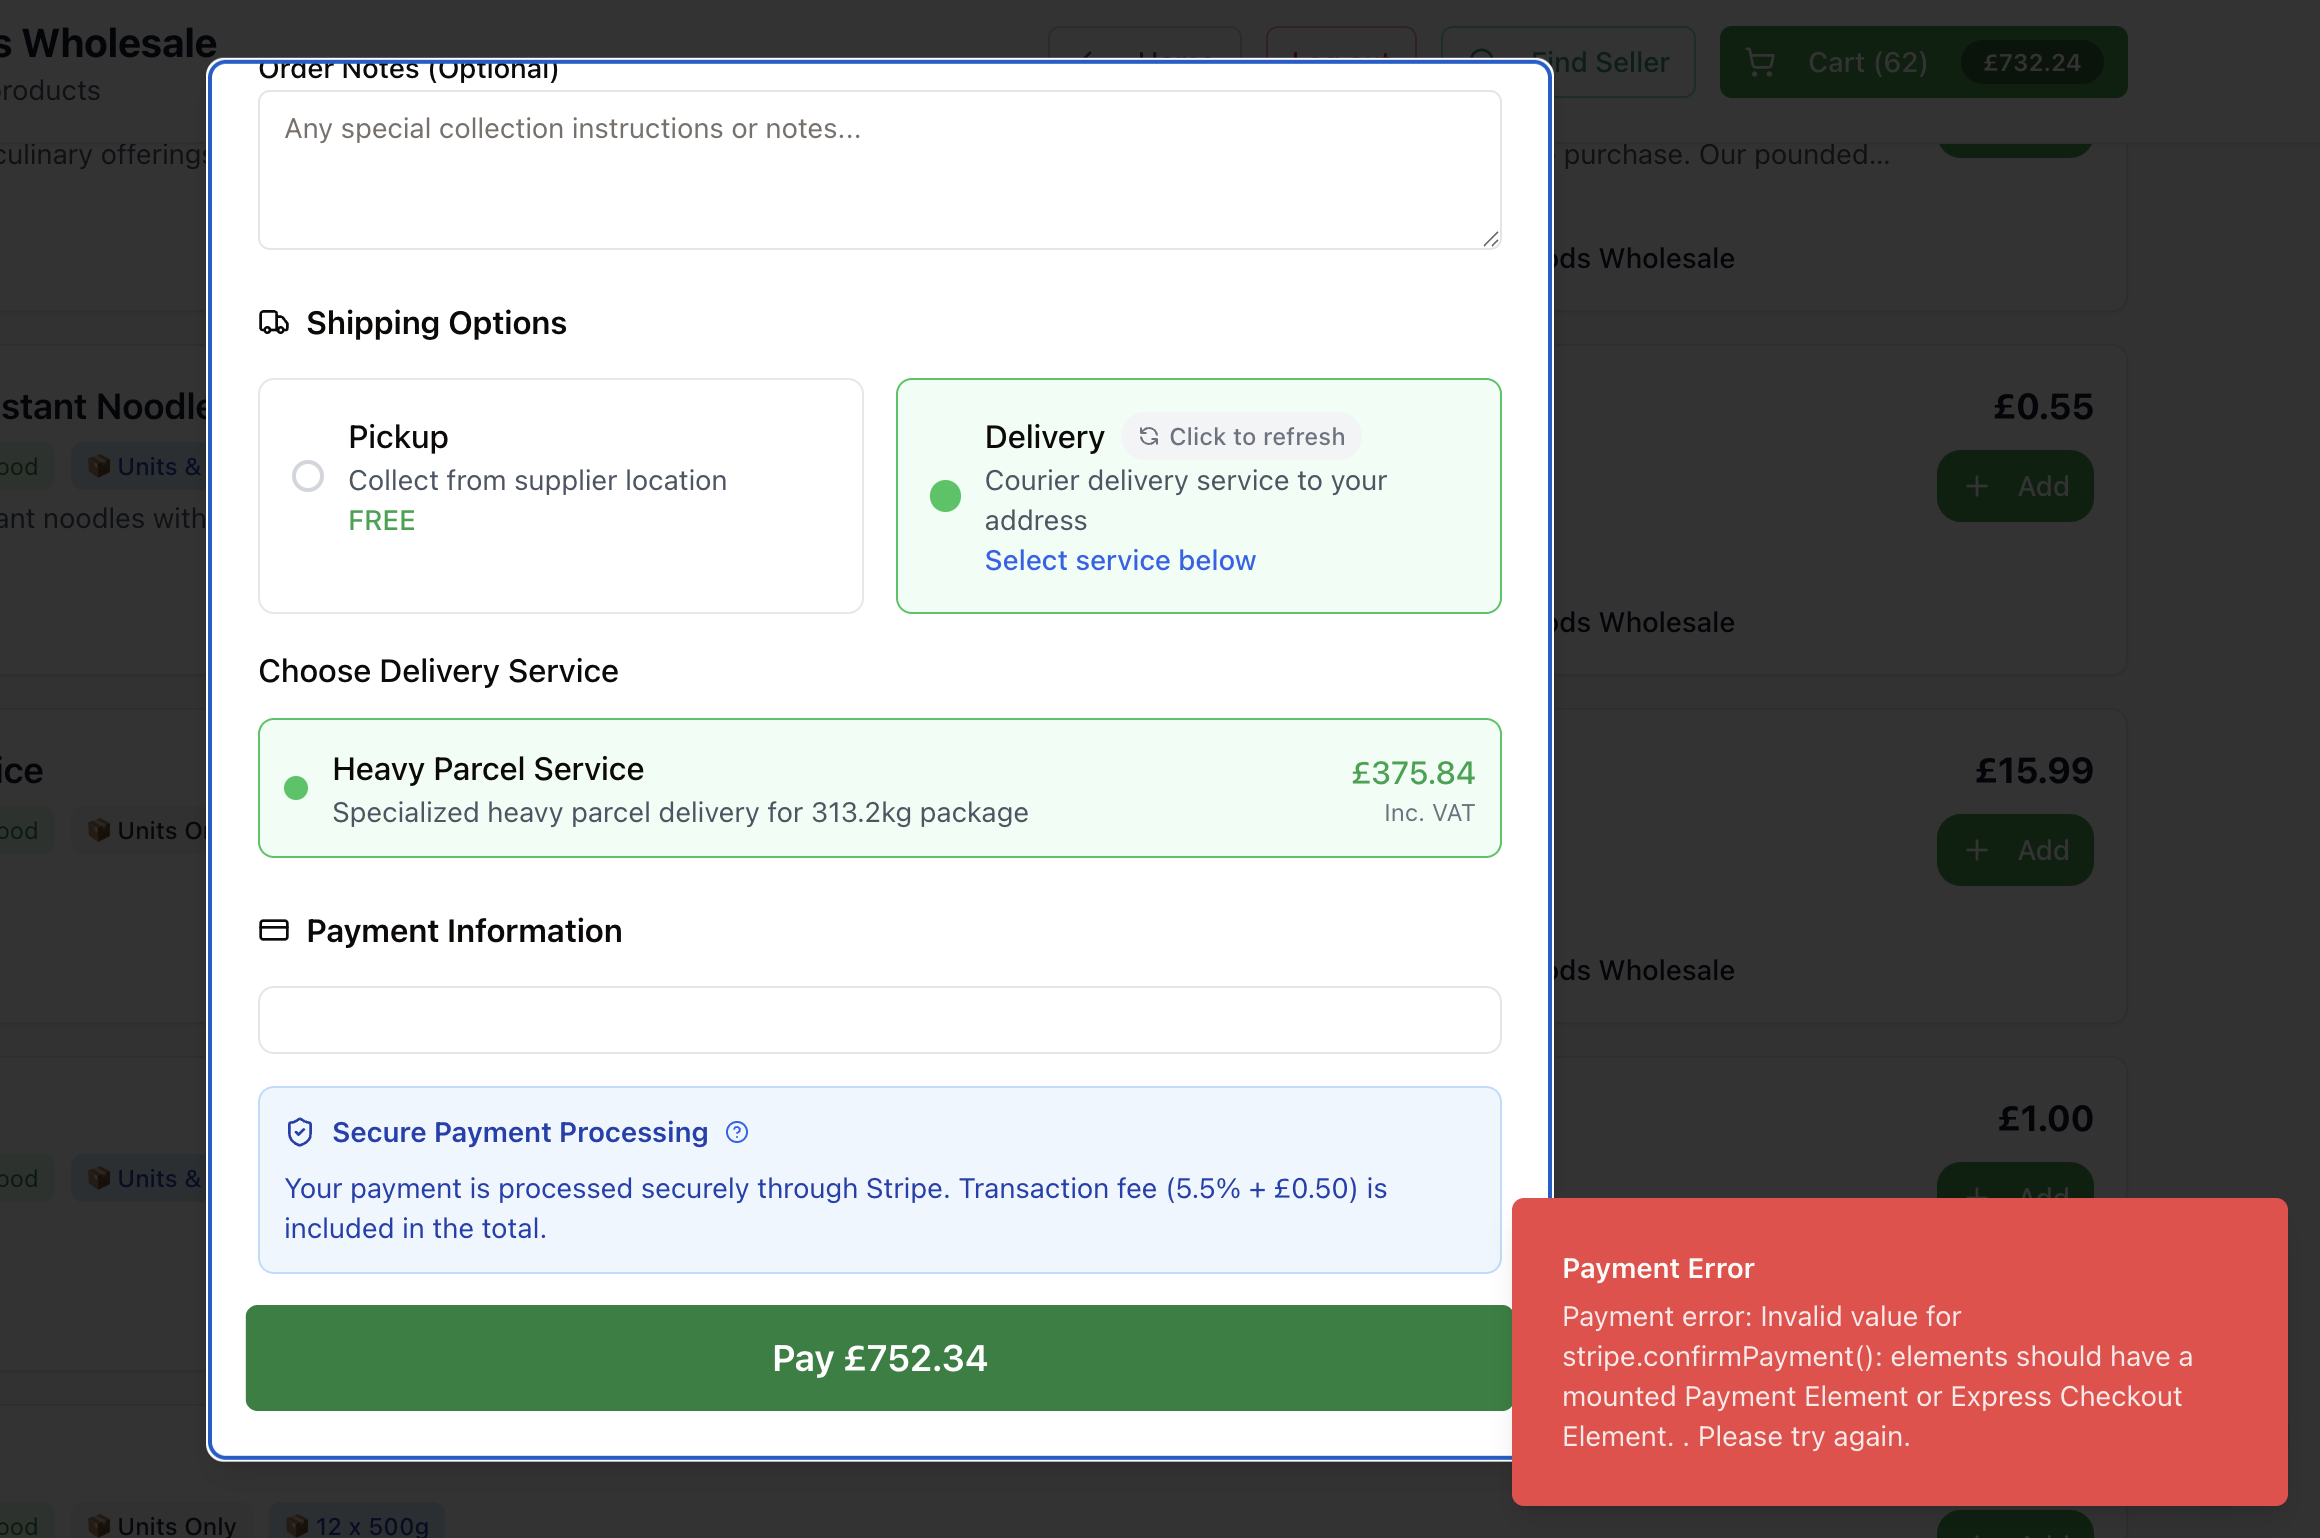 s Wholesale
roducts
Find Seller
Cart (62)
£732.24
culinary offerings
purchase. Our pounded...
ods Wholesale
Order Notes (Optional)
Any special collection instructions or notes...
Shipping Options
Pickup
Collect from supplier location
FREE
Delivery
Click to refresh
Courier delivery service to your
address
Select service below
Choose Delivery Service
Heavy Parcel Service
Specialized heavy parcel delivery for 313.2kg package
£375.84
Inc. VAT
Payment Information
Secure Payment Processing
Your payment is processed securely through Stripe. Transaction fee (5.5% + £0.50) is
included in the total.
Pay £752.34
stant Noodle
ood
Units &
ant noodles with
£0.55
Add
ods Wholesale
ice
ood
Units On
£15.99
Add
ods Wholesale
£1.00
Add
ood
Units &
Payment Error
Payment error: Invalid value for
stripe.confirmPayment(): elements should have a
mounted Payment Element or Express Checkout
Element. . Please try again.
ood
Units Only
12 x 500g